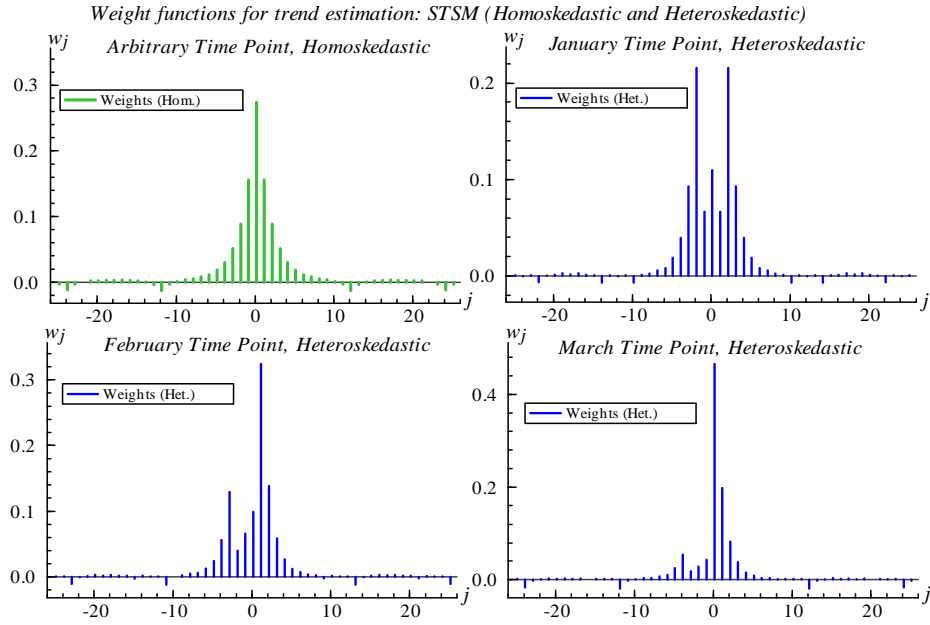 Weight functions for trend estimation: STSM (Homoskedastic and Heteroskedastic)
wj
Arbitrary Time Point, Homoskedastic
0.3
Weights (Hom.)
0.2
0.1
0.0
-20 -10 0 10 20 j
wj
January Time Point, Heteroskedastic
0.2
Weights (Het.)
0.1
0.0
-20 -10 0 10 20 j
wj
February Time Point, Heteroskedastic
0.3
Weights (Het.)
0.2
0.1
0.0
-20 -10 0 10 20 j
wj
March Time Point, Heteroskedastic
0.4
Weights (Het.)
0.2
0.0
-20 -10 0 10 20 j